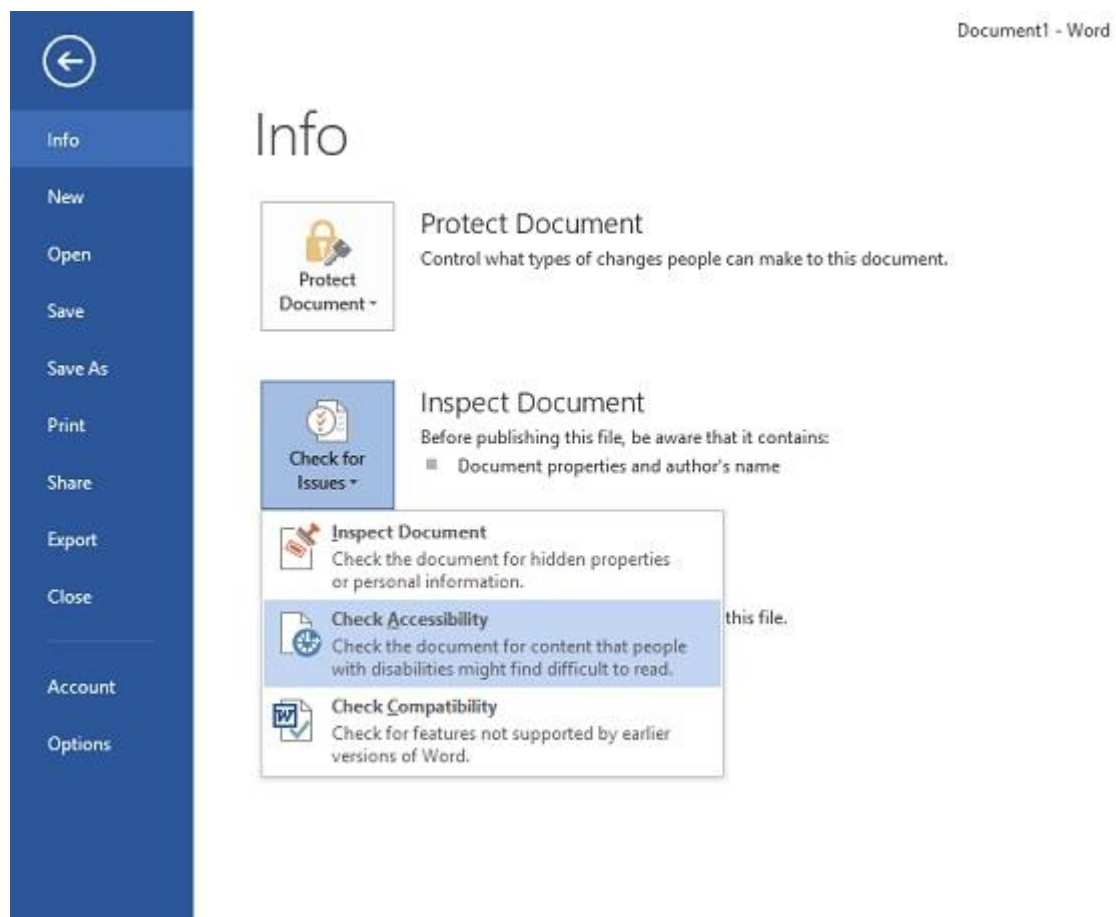 Document1 - Word
Info
New
Open
Save
Save As
Print
Share
Export
Close
Account
Options
Info
Protect
Document
Protect Document
Control what types of changes people can make to this document.
Check for
Issues
Inspect Document
Before publishing this file, be aware that it contains:
Document properties and author's name
Inspect Document
Check the document for hidden properties
or personal information.
this file.
Check Accessibility
Check the document for content that people
with disabilities might find difficult to read.
Check Compatibility
Check for features not supported by earlier
versions of Word.